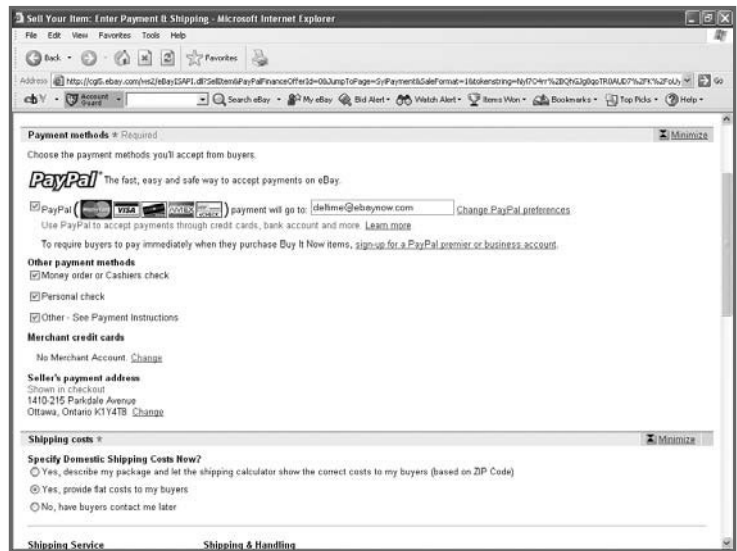 Sell Your Item: Enter Payment & Shipping - Microsoft Internet Explorer
File Edit View Favorites Tools Help
Back Favorites
Address Go
ebY Account Guard Search eBay My eBay Bid Alert Watch Alert Items Won Bookmarks Top Picks Help
Payment methods * Required Minimize
Choose the payment methods you'll accept from buyers.
PayPal The fast, easy and safe way to accept payments on eBay.
PayPal ( MasterCard VISA AMEX eCHECK ) payment will go to: dellime@ebaynow.com Change PayPal preferences
Use PayPal to accept payments through credit cards, bank account and more. Learn more
To require buyers to pay immediately when they purchase Buy It Now items, sign-up for a PayPal premier or business account.
Other payment methods
Money order or Cashiers check
Personal check
Other - See Payment Instructions
Merchant credit cards
No Merchant Account. Change
Seller's payment address
Shown in checkout
1410-215 Parkdale Avenue
Ottawa, Ontario K1Y4T8 Change
Shipping costs * Minimize
Specify Domestic Shipping Costs Now?
Yes, describe my package and let the shipping calculator show the correct costs to my buyers (based on ZIP Code)
Yes, provide flat costs to my buyers
No, have buyers contact me later
Shipping Service Shipping & Handling